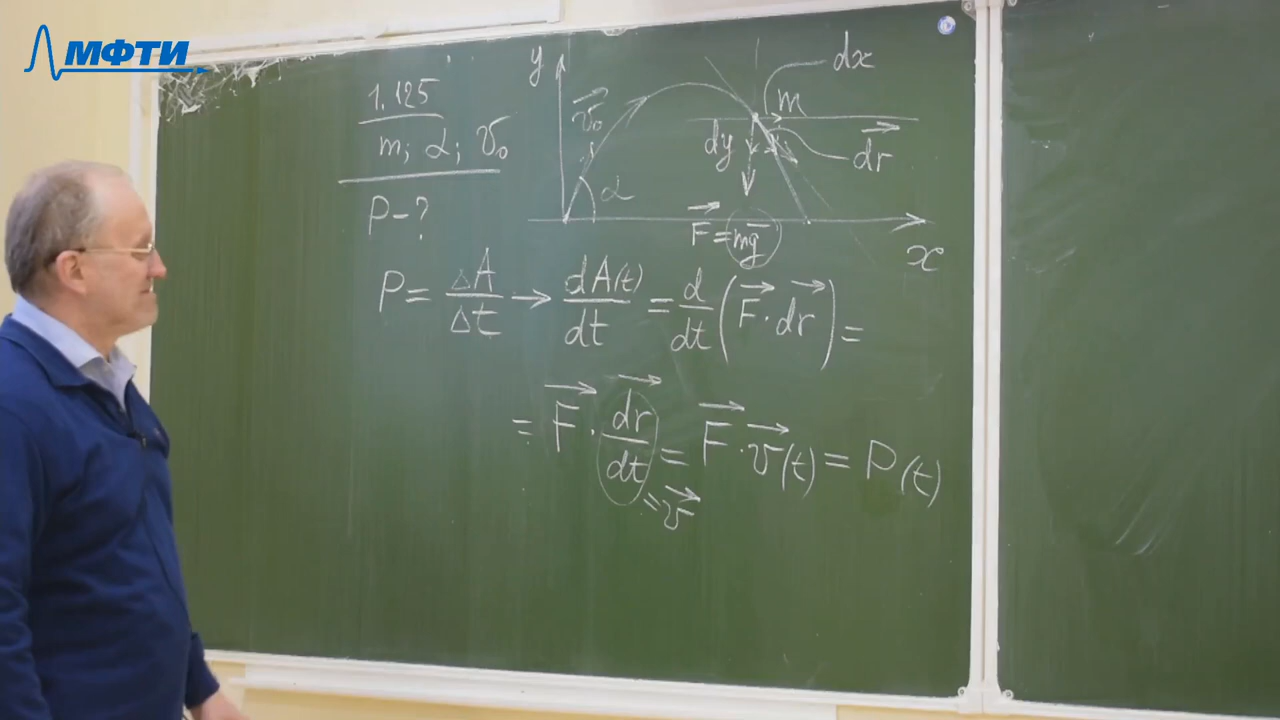 МФТИ
1.125
m; α; v₀
P-?
y
v₀
α
dx
m
dy
dr
F = mg
x
P = ΔA/Δt → dA(t)/dt = d/dt (F · dr) =
= F · dr/dt = F · v(t) = P(t)
= v